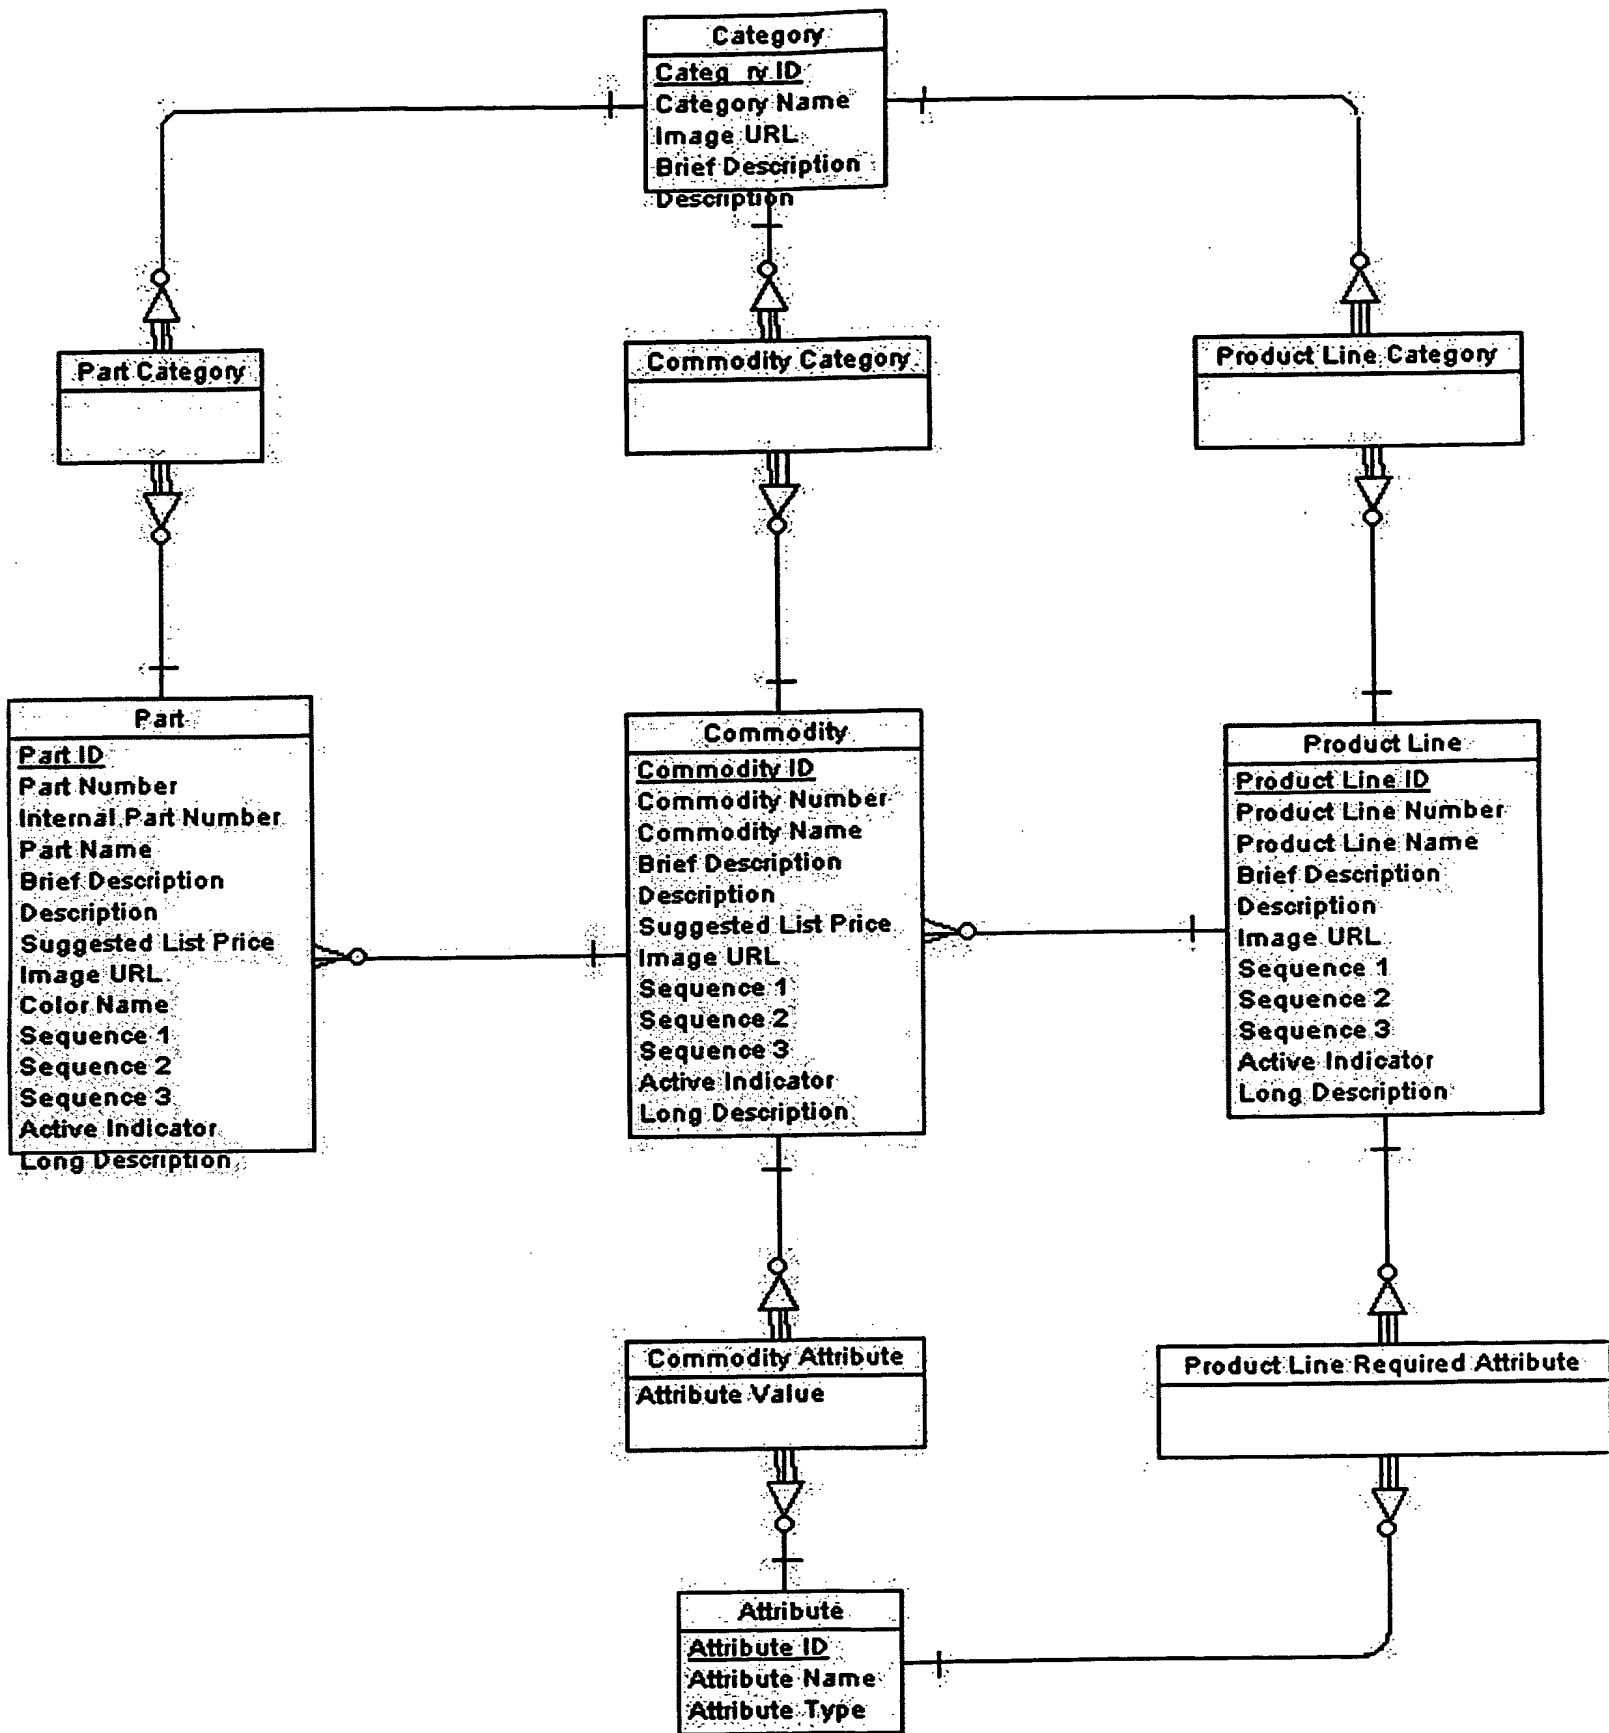 Category
Categ ry ID
Category Name
Image URL
Brief Description
Description
Part Category
Commodity Category
Product Line Category
Part
Part ID
Part Number
Internal Part Number
Part Name
Brief Description
Description
Suggested List Price
Image URL
Color Name
Sequence 1
Sequence 2
Sequence 3
Active Indicator
Long Description
Commodity
Commodity ID
Commodity Number
Commodity Name
Brief Description
Description
Suggested List Price
Image URL
Sequence 1
Sequence 2
Sequence 3
Active Indicator
Long Description
Product Line
Product Line ID
Product Line Number
Product Line Name
Brief Description
Description
Image URL
Sequence 1
Sequence 2
Sequence 3
Active Indicator
Long Description
Commodity Attribute
Attribute Value
Product Line Required Attribute
Attribute
Attribute ID
Attribute Name
Attribute Type